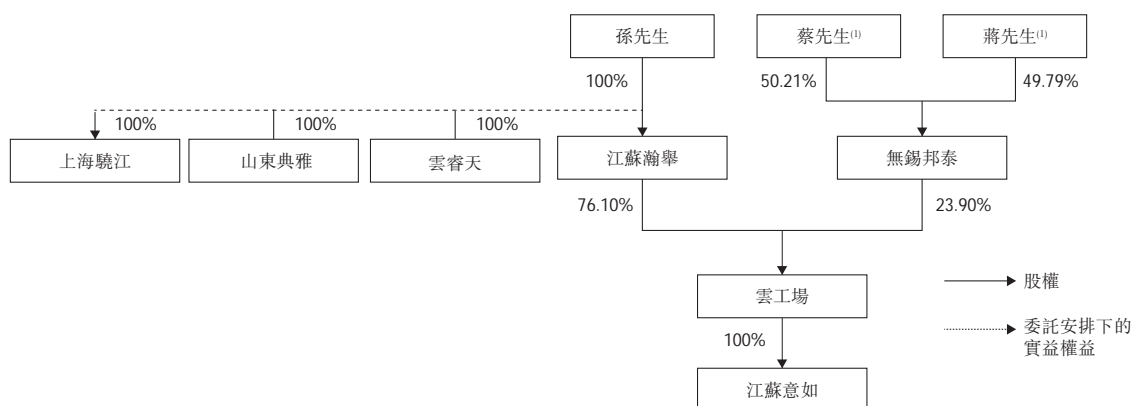 孫先生
蔡先生(1)
蔣先生(1)
100%
50.21%
49.79%
100%
100%
100%
上海驍江
山東典雅
雲睿天
江蘇瀚舉
無錫邦泰
76.10%
23.90%
雲工場
股權
100%
委託安排下的
實益權益
江蘇意如